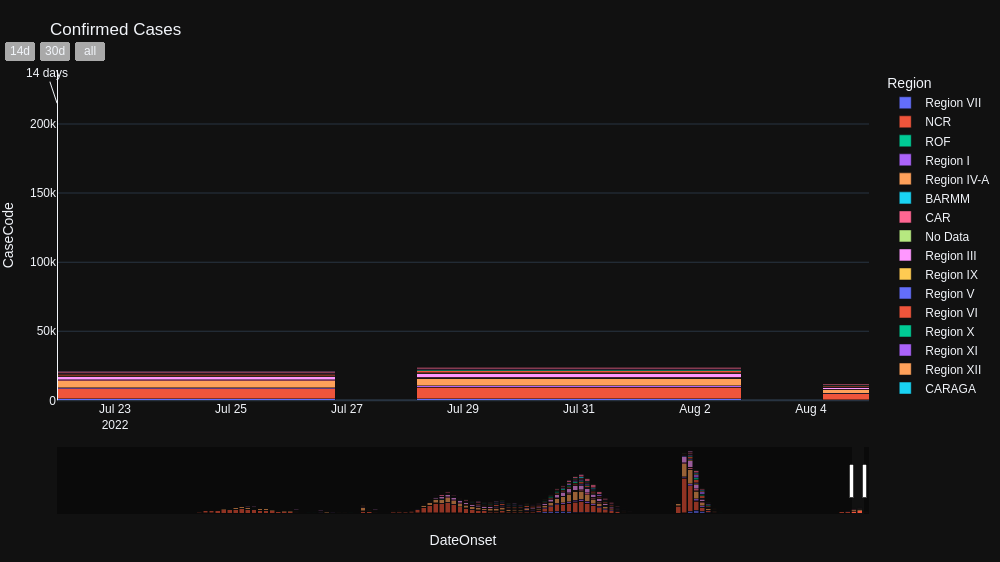 Confirmed Cases
14d 30d all
14 days
200k
150k
100k
50k
0
CaseCode
Jul 23 Jul 25 Jul 27 Jul 29 Jul 31 Aug 2 Aug 4
2022
DateOnset
Region
Region VII
NCR
ROF
Region I
Region IV-A
BARMM
CAR
No Data
Region III
Region IX
Region V
Region VI
Region X
Region XI
Region XII
CARAGA